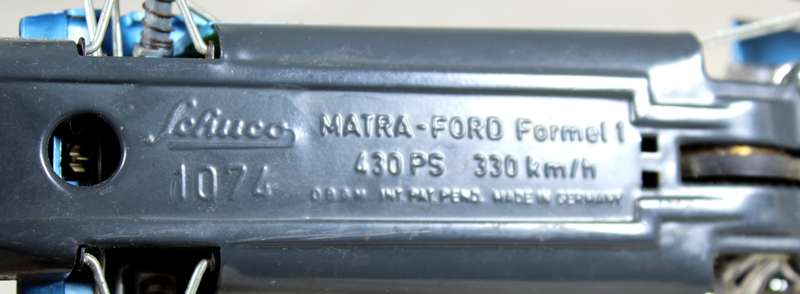 Schuco
1074
MATRA-FORD Formel 1
430 PS 330 km/h
D.B.G.M. INT. PAT. PEND. MADE IN GERMANY